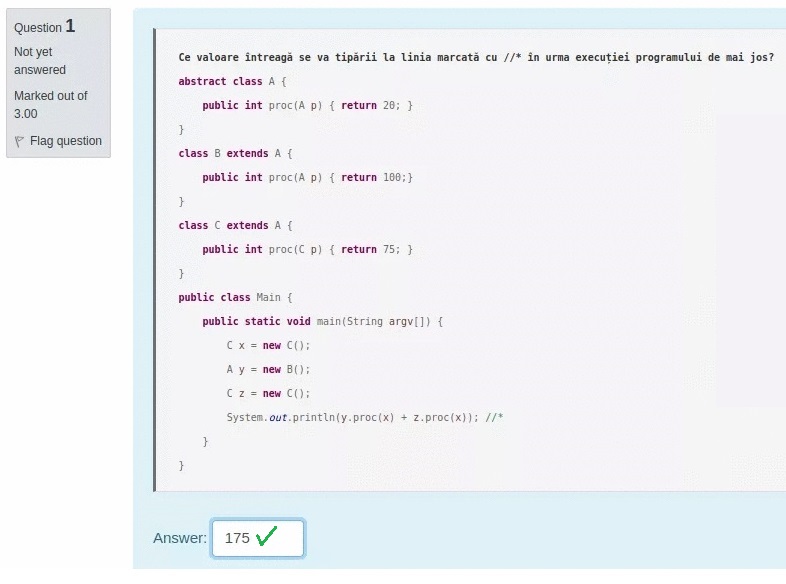 Question 1
Not yet
answered
Marked out of
3.00
Flag question
Ce valoare întreagă se va tipării la linia marcată cu //* în urma execuției programului de mai jos?
abstract class A {
    public int proc(A p) { return 20; }
}
class B extends A {
    public int proc(A p) { return 100;}
}
class C extends A {
    public int proc(C p) { return 75; }
}
public class Main {
    public static void main(String argv[]) {
        C x = new C();
        A y = new B();
        C z = new C();
        System.out.println(y.proc(x) + z.proc(x)); //*
    }
}
Answer: 175